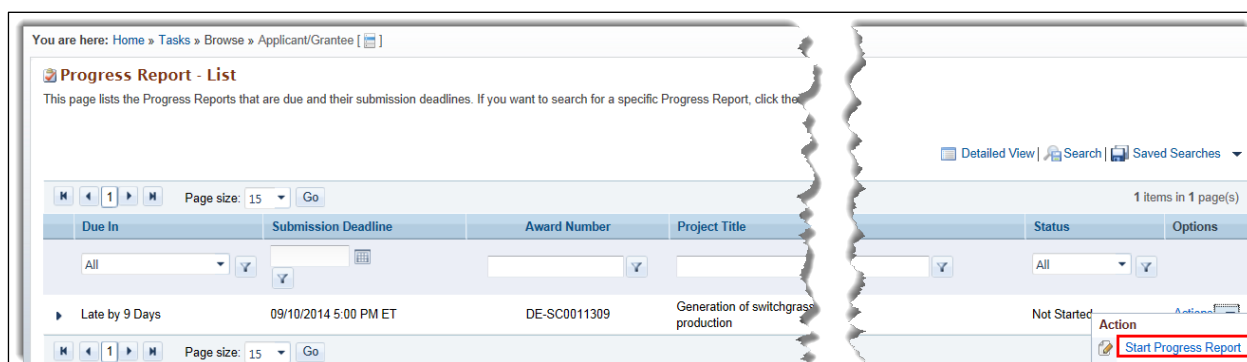 You are here: Home » Tasks » Browse » Applicant/Grantee [ ]
Progress Report - List
This page lists the Progress Reports that are due and their submission deadlines. If you want to search for a specific Progress Report, click the
Detailed View | Search | Saved Searches
1 Page size: 15 Go 1 items in 1 page(s)
Due In Submission Deadline Award Number Project Title Status Options
All All
Late by 9 Days 09/10/2014 5:00 PM ET DE-SC0011309 Generation of switchgrass Not Started Actions
production
Action
Start Progress Report
1 Page size: 15 Go